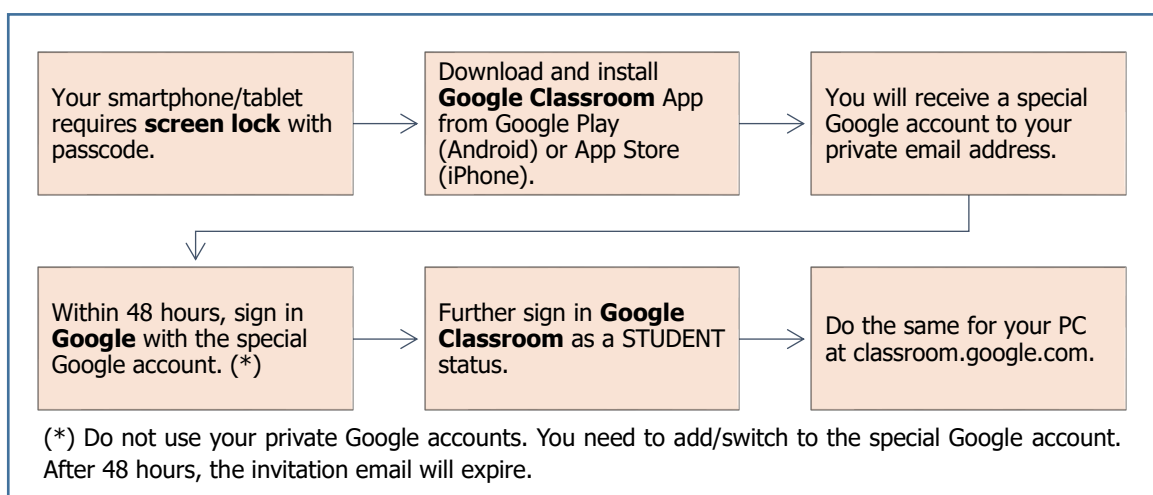 Your smartphone/tablet
requires screen lock with
passcode.
Download and install
Google Classroom App
from Google Play
(Android) or App Store
(iPhone).
You will receive a special
Google account to your
private email address.
Within 48 hours, sign in
Google with the special
Google account. (*)
Further sign in Google
Classroom as a STUDENT
status.
Do the same for your PC
at classroom.google.com.
(*) Do not use your private Google accounts. You need to add/switch to the special Google account.
After 48 hours, the invitation email will expire.